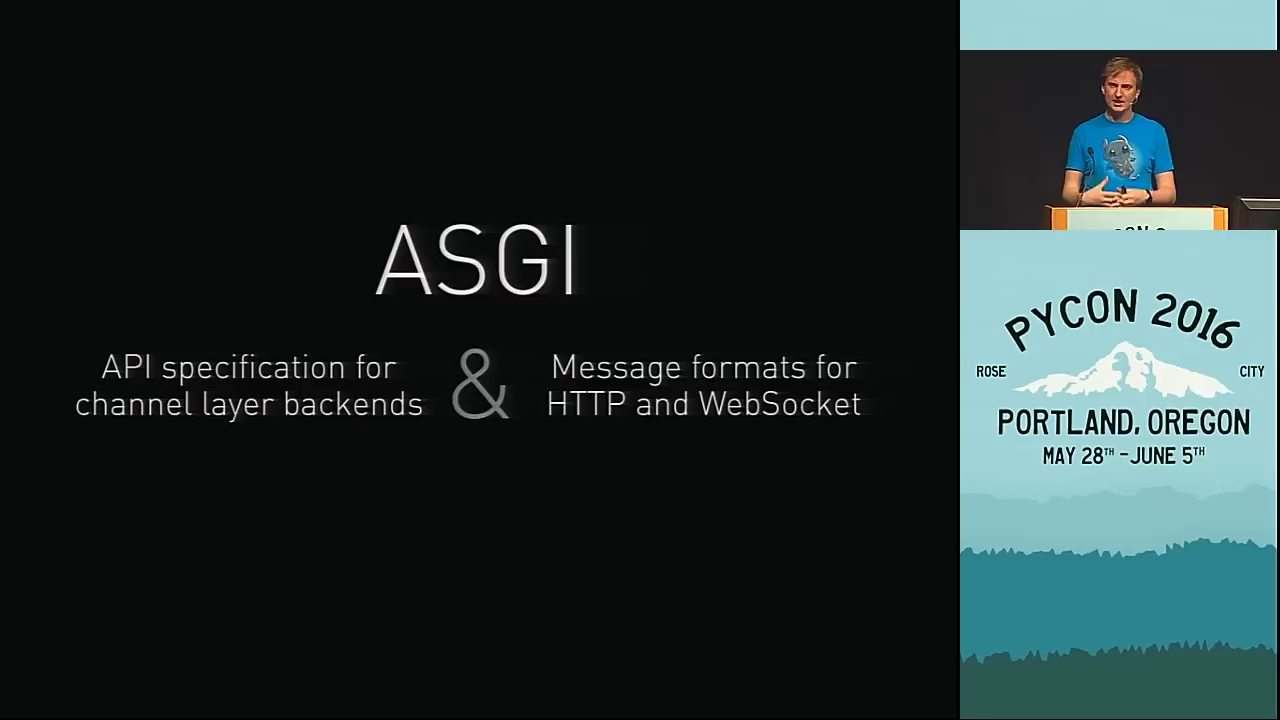 ASGI
API specification for
channel layer backends
&
Message formats for
HTTP and WebSocket
PYCON 2016
ROSE
CITY
PORTLAND, OREGON
MAY 28TH - JUNE 5TH